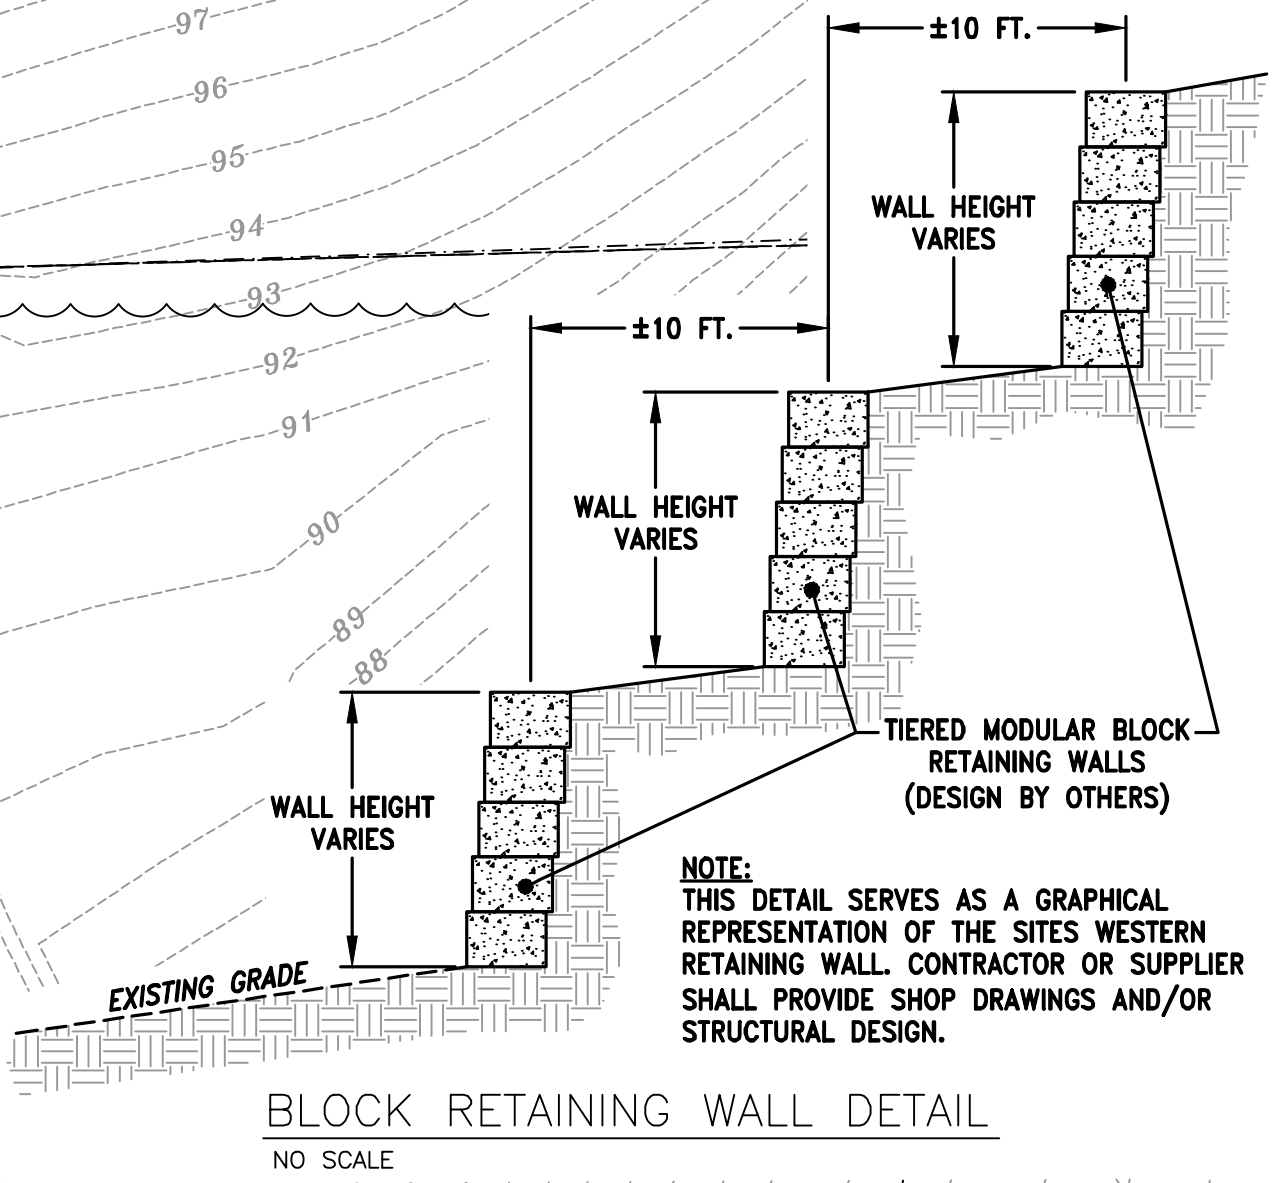 97
96
95
94
93
92
91
90
89
88
±10 FT.
WALL HEIGHT
VARIES
±10 FT.
WALL HEIGHT
VARIES
WALL HEIGHT
VARIES
TIERED MODULAR BLOCK
RETAINING WALLS
(DESIGN BY OTHERS)
NOTE:
THIS DETAIL SERVES AS A GRAPHICAL
REPRESENTATION OF THE SITES WESTERN
RETAINING WALL. CONTRACTOR OR SUPPLIER
SHALL PROVIDE SHOP DRAWINGS AND/OR
STRUCTURAL DESIGN.
EXISTING GRADE
BLOCK RETAINING WALL DETAIL
NO SCALE